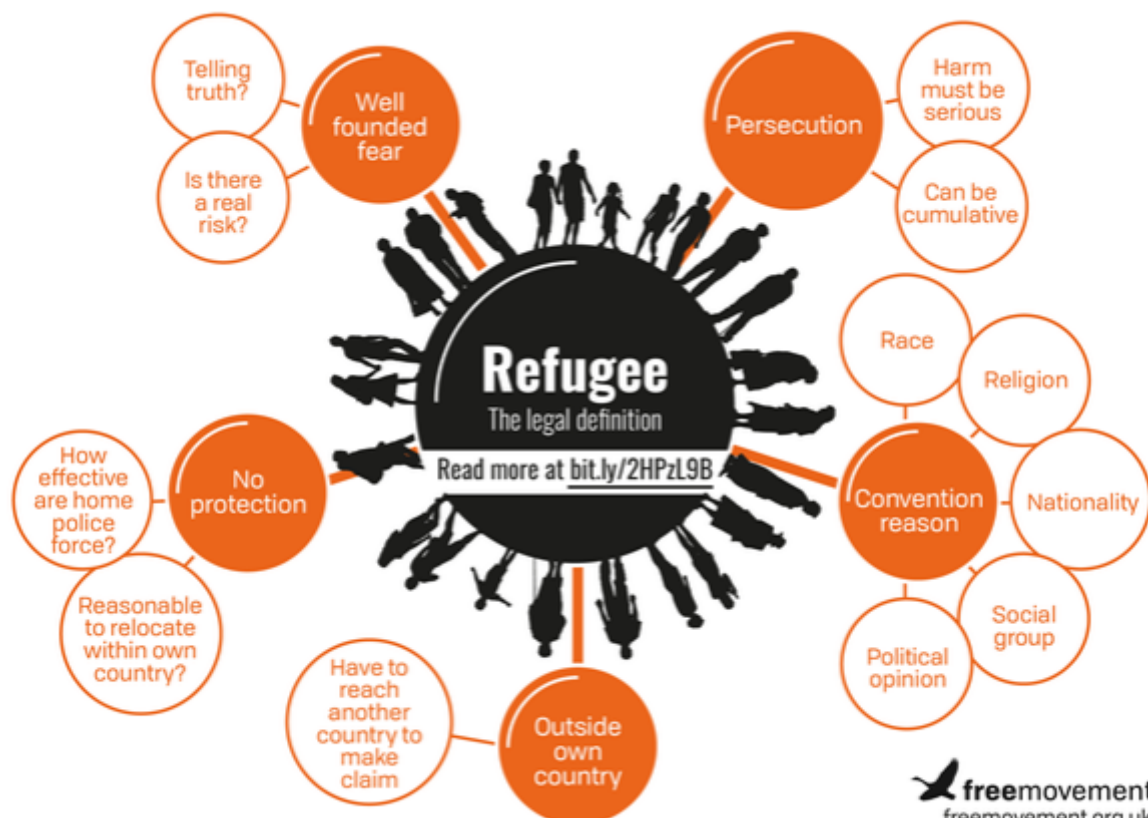 Telling
truth?
Well
founded
fear
Is there
a real
risk?
Persecution
Harm
must be
serious
Can be
cumulative
Refugee
The legal definition
Read more at bit.ly/2HPzL9B
Race
Religion
Convention
reason
Nationality
Social
group
Political
opinion
How
effective
are home
police
force?
No
protection
Reasonable
to relocate
within own
country?
Have to
reach
another
country to
make
claim
Outside
own
country
freemovement
freemovement.org.uk